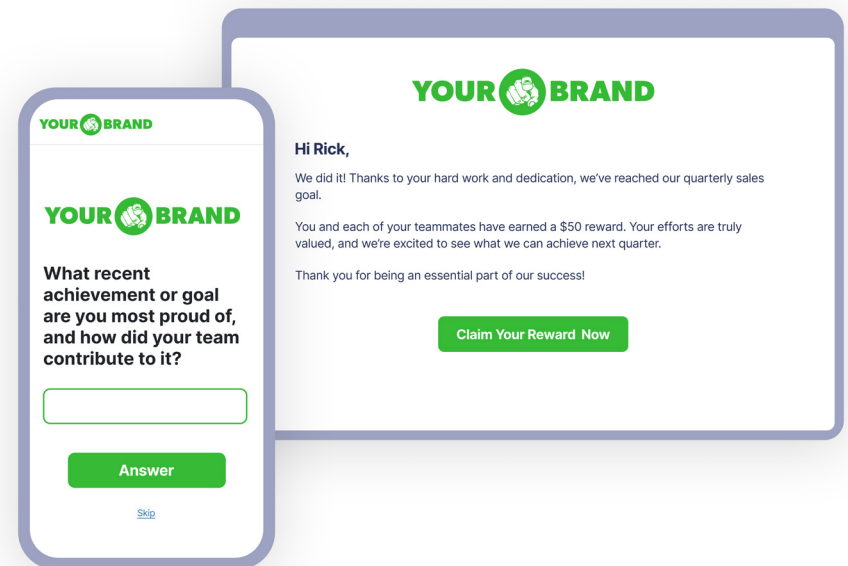 YOUR BRAND
Hi Rick,
We did it! Thanks to your hard work and dedication, we've reached our quarterly sales
goal.
You and each of your teammates have earned a $50 reward. Your efforts are truly
valued, and we're excited to see what we can achieve next quarter.
Thank you for being an essential part of our success!
Claim Your Reward Now
YOUR BRAND
YOUR BRAND
What recent
achievement or goal
are you most proud of,
and how did your team
contribute to it?
Answer
Skip